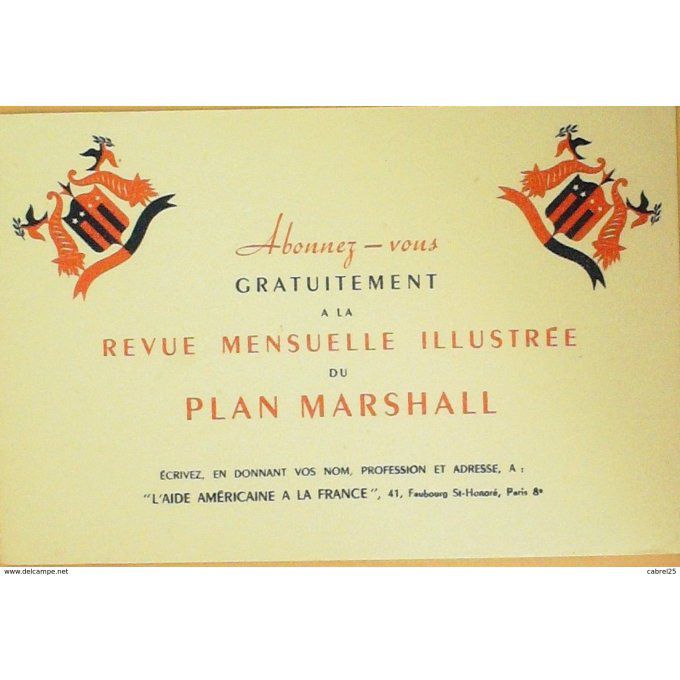 Abonnez-vous
GRATUITEMENT
A LA
REVUE MENSUELLE ILLUSTRÉE
DU
PLAN MARSHALL
ÉCRIVEZ, EN DONNANT VOS NOM, PROFESSION ET ADRESSE, A :
"L'AIDE AMÉRICAINE A LA FRANCE", 41, Faubourg St-Honoré, Paris 8e
www.delcampe.net
cabrel25